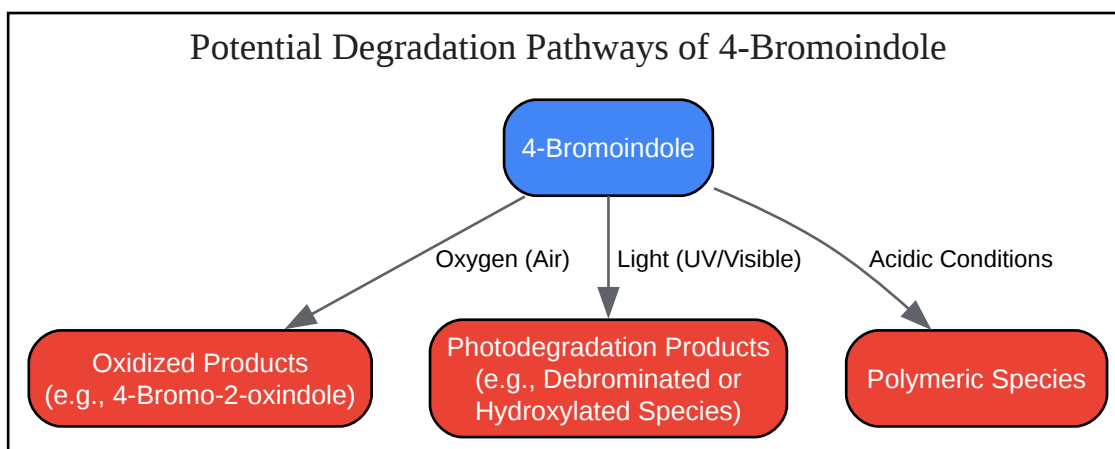 Potential Degradation Pathways of 4-Bromoindole
4-Bromoindole
Oxygen (Air)
Light (UV/Visible)
Acidic Conditions
Oxidized Products
(e.g., 4-Bromo-2-oxindole)
Photodegradation Products
(e.g., Debrominated or
Hydroxylated Species)
Polymeric Species